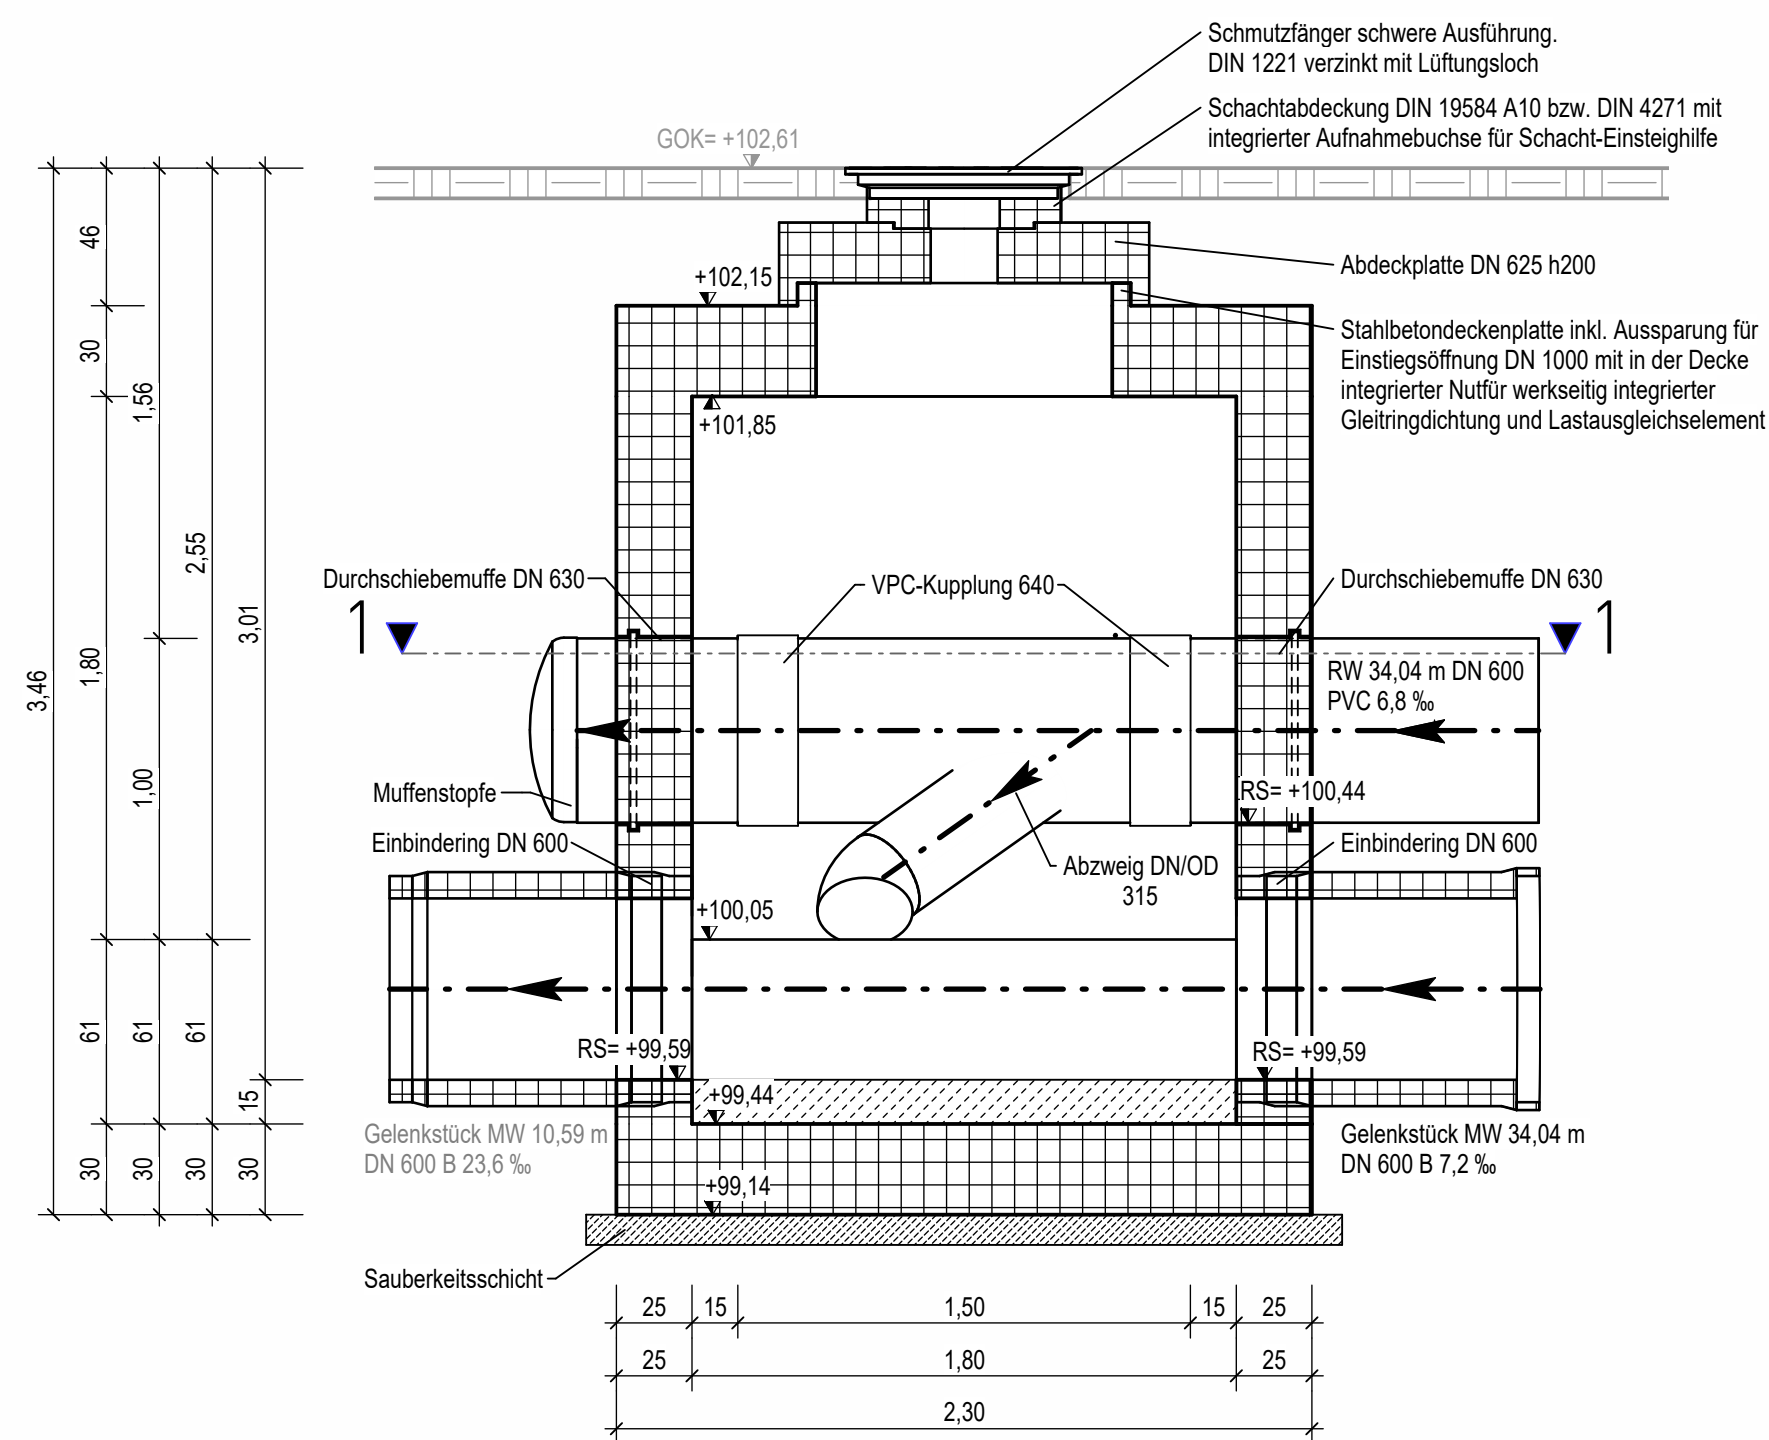 Schmutzfänger schwere Ausführung.
DIN 1221 verzinkt mit Lüftungsloch
Schachtabdeckung DIN 19584 A10 bzw. DIN 4271 mit
integrierter Aufnahmebuchse für Schacht-Einsteighilfe
GOK= +102,61
Abdeckplatte DN 625 h200
+102,15
Stahlbetondeckenplatte inkl. Aussparung für
Einstiegsöffnung DN 1000 mit in der Decke
integrierter Nutfür werkseitig integrierter
Gleitringdichtung und Lastausgleichselement
+101,85
46
30
1,56
2,55
3,01
3,46
1,80
1,00
61
61
61
15
30
30
30
30
Durchschiebemuffe DN 630
VPC-Kupplung 640
Durchschiebemuffe DN 630
1
1
RW 34,04 m DN 600
PVC 6,8 ‰
Muffenstopfe
RS= +100,44
Einbindering DN 600
Einbindering DN 600
Abzweig DN/OD
315
+100,05
RS= +99,59
RS= +99,59
+99,44
Gelenkstück MW 10,59 m
DN 600 B 23,6 ‰
Gelenkstück MW 34,04 m
DN 600 B 7,2 ‰
+99,14
Sauberkeitsschicht
25
15
1,50
15
25
25
1,80
25
2,30